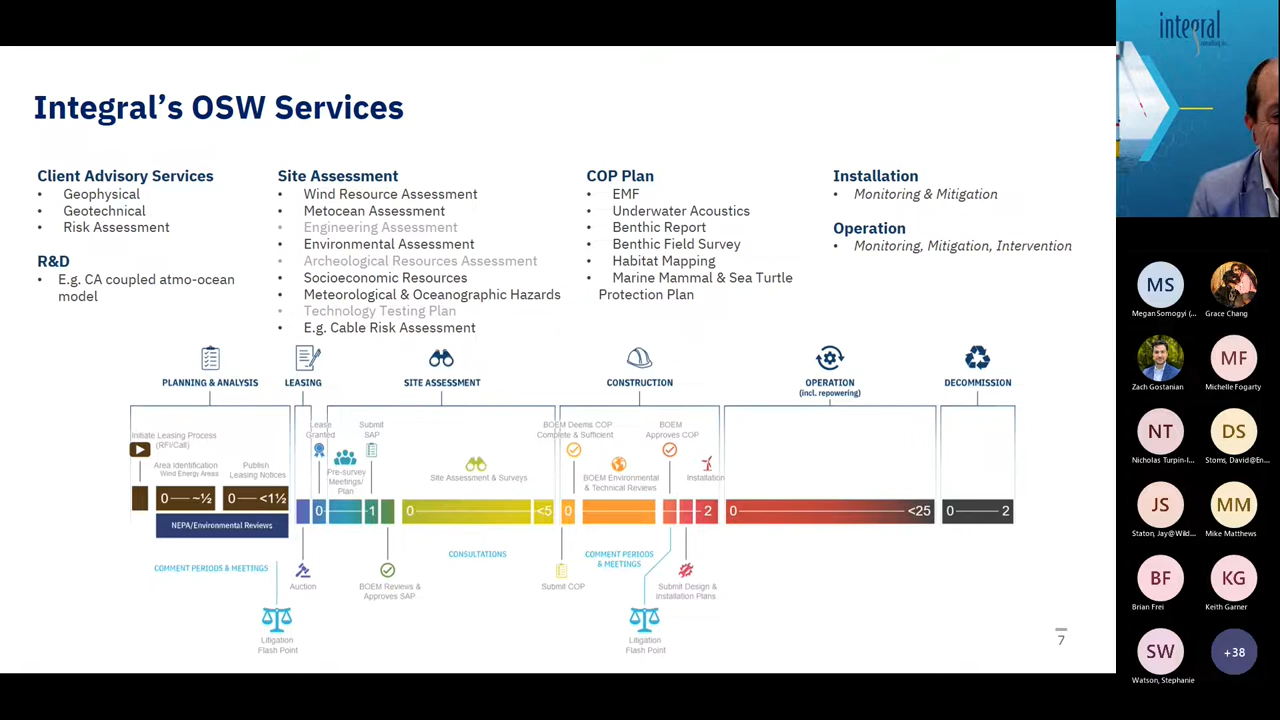 Integral's OSW Services
Client Advisory Services
• Geophysical
• Geotechnical
• Risk Assessment
R&D
• E.g. CA coupled atmo-ocean
model
Site Assessment
• Wind Resource Assessment
• Metocean Assessment
• Engineering Assessment
• Environmental Assessment
• Archeological Resources Assessment
• Socioeconomic Resources
• Meteorological & Oceanographic Hazards
• Technology Testing Plan
• E.g. Cable Risk Assessment
COP Plan
• EMF
• Underwater Acoustics
• Benthic Report
• Benthic Field Survey
• Habitat Mapping
• Marine Mammal & Sea Turtle
Protection Plan
Installation
• Monitoring & Mitigation
Operation
• Monitoring, Mitigation, Intervention
PLANNING & ANALYSIS
LEASING
SITE ASSESSMENT
CONSTRUCTION
OPERATION
(incl. repowering)
DECOMMISSION
Initiate Leasing Process
(RFI/Call)
Area Identification
Wind Energy Areas
Publish
Leasing Notices
Lease
Granted
Pre-survey
Meetings/
Plan
Submit
SAP
Site Assessment & Surveys
BOEM Deems COP
Complete & Sufficient
BOEM Environmental
& Technical Reviews
BOEM
Approves COP
Installation
0 ~½
0 <1½
0 1
0 <5
0 2
0 <25
0 2
NEPA/Environmental Reviews
COMMENT PERIODS & MEETINGS
CONSULTATIONS
COMMENT PERIODS
& MEETINGS
Auction
BOEM Reviews &
Approves SAP
Submit COP
Submit Design &
Installation Plans
Litigation
Flash Point
Litigation
Flash Point
7
integral
MS
Megan Somogyi (...
Grace Chang
Zach Gostanian
MF
Michelle Fogarty
NT
Nicholas Turpin-I...
DS
Stoms, David@En...
JS
Staton, Jay@Wild...
MM
Mike Matthews
BF
Brian Frei
KG
Keith Garner
SW
Watson, Stephanie
+38